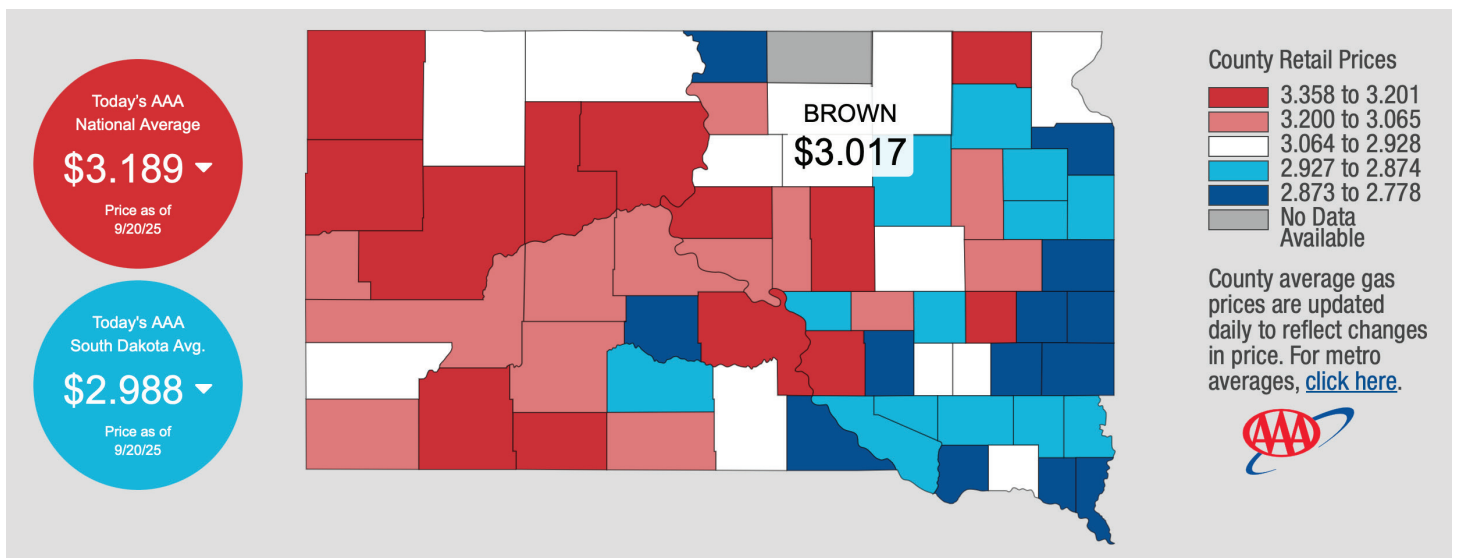 Today's AAA
National Average
$3.189
Price as of
9/20/25
Today's AAA
South Dakota Avg.
$2.988
Price as of
9/20/25
BROWN
$3.017
County Retail Prices
3.358 to 3.201
3.200 to 3.065
3.064 to 2.928
2.927 to 2.874
2.873 to 2.778
No Data
Available
County average gas
prices are updated
daily to reflect changes
in price. For metro
averages, click here.
AAA